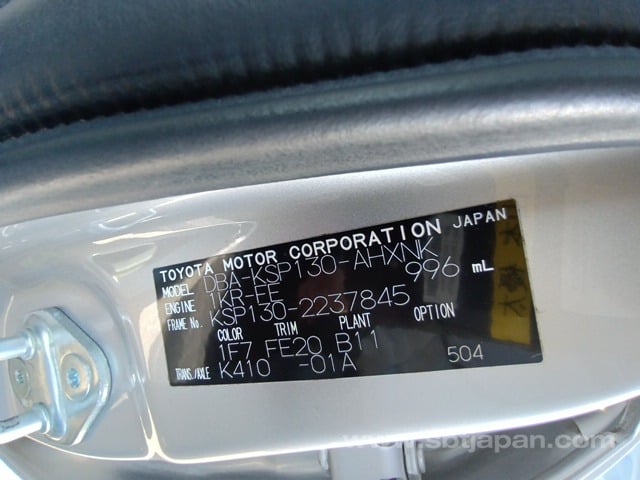 TOYOTA MOTOR CORPORATION JAPAN
MODEL DBA-KSP130-AHXNK
ENGINE 1KR-FE 996 mL
FRAME No. KSP130-2237845
COLOR TRIM PLANT OPTION
1F7 FE20 B11
TRANS./AXLE K410 -01A 504
www.sbtjapan.com